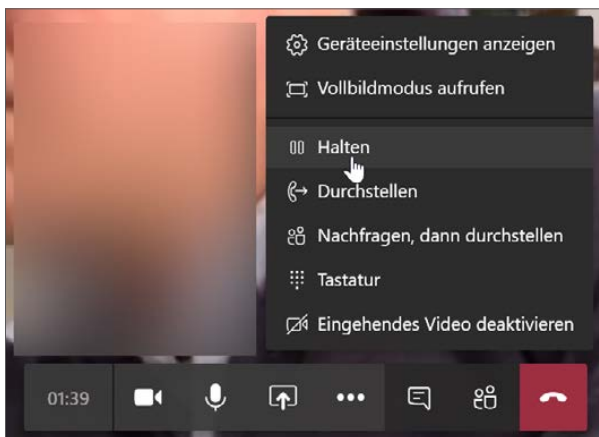 Geräteeinstellungen anzeigen
Vollbildmodus aufrufen
Halten
Durchstellen
Nachfragen, dann durchstellen
Tastatur
Eingehendes Video deaktivieren
01:39